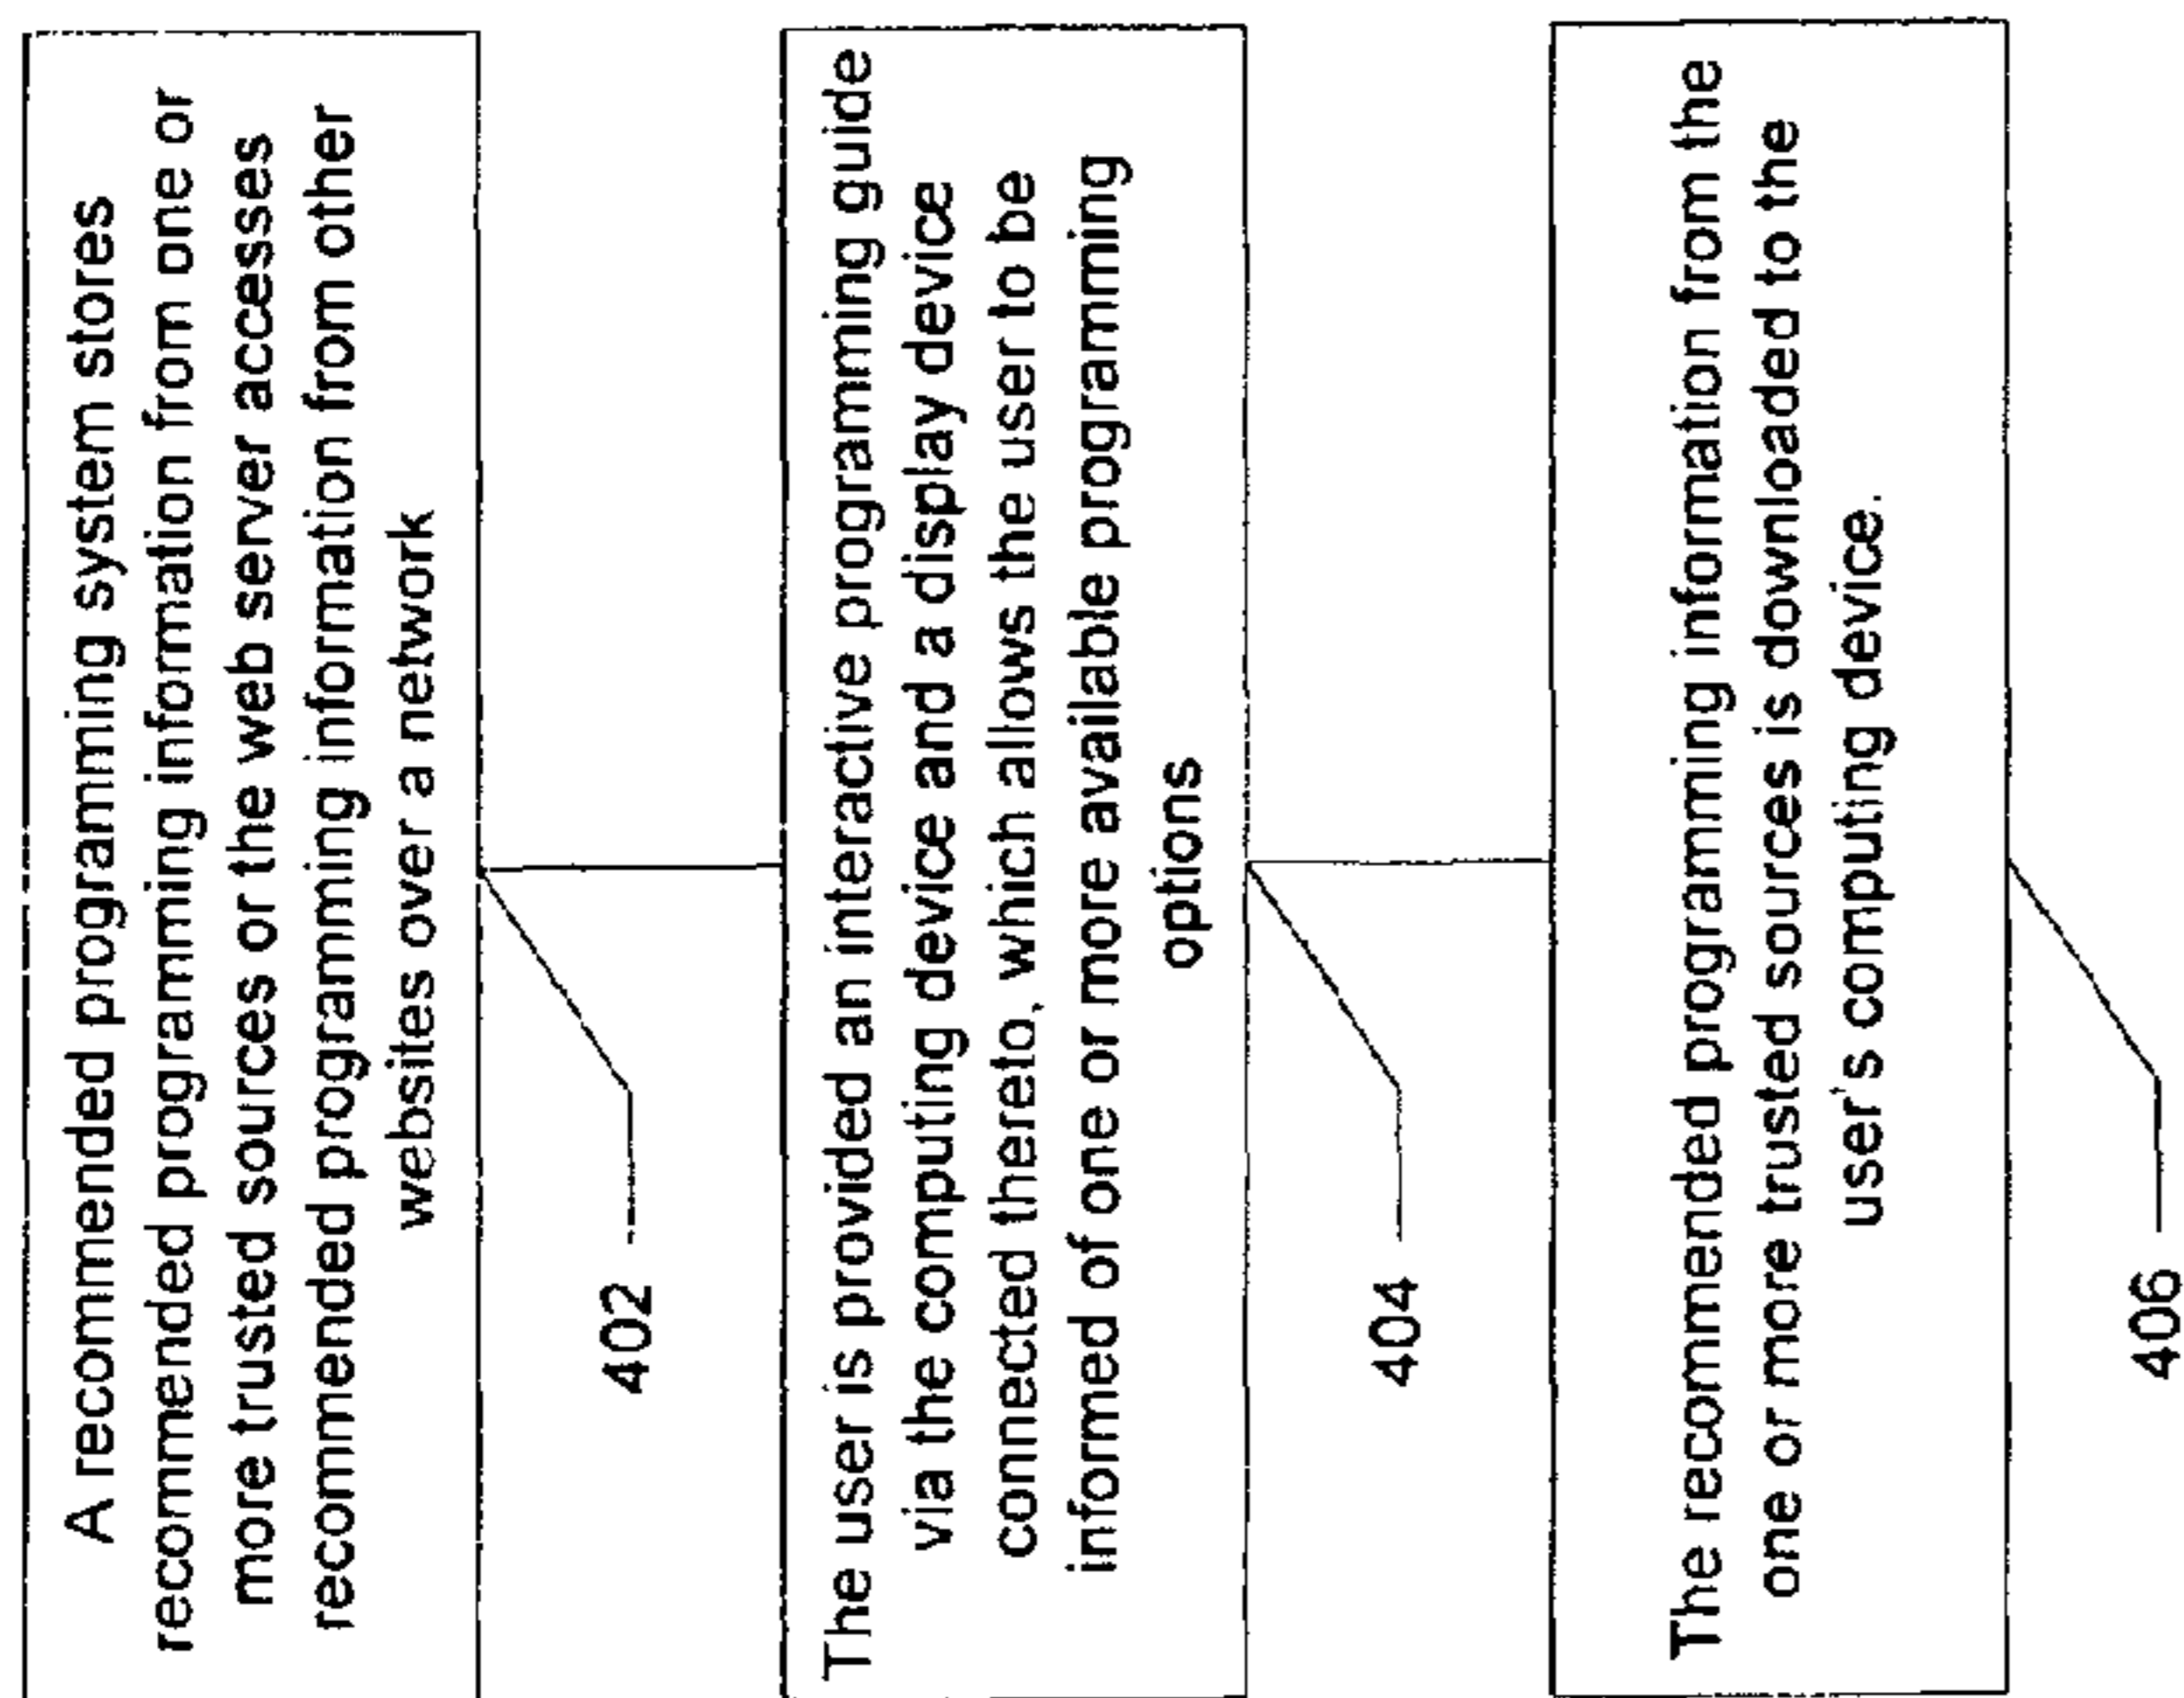 A recommended programming system stores
recommended programming information from one or
more trusted sources or the web server accesses
recommended programming information from other
websites over a network
402
The user is provided an interactive programming guide
via the computing device and a display device
connected thereto, which allows the user to be
informed of one or more available programming
options
404
The recommended programming information from the
one or more trusted sources is downloaded to the
user's computing device.
406